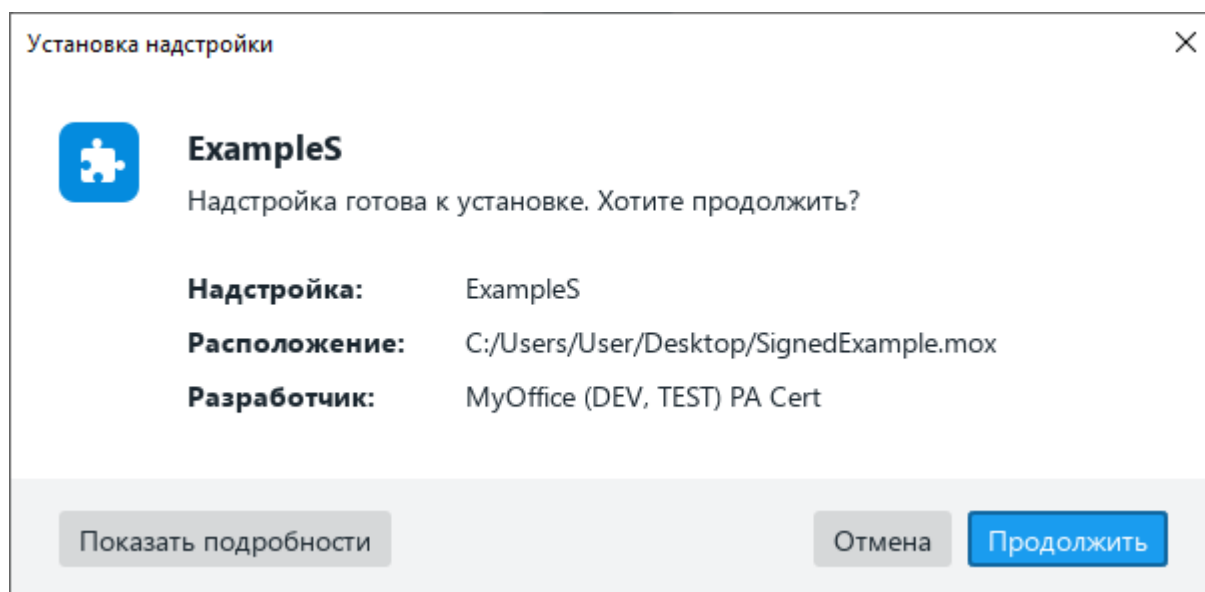 Установка надстройки
ExampleS
Надстройка готова к установке. Хотите продолжить?
Надстройка: ExampleS
Расположение: C:/Users/User/Desktop/SignedExample.mox
Разработчик: MyOffice (DEV, TEST) PA Cert
Показать подробности Отмена Продолжить